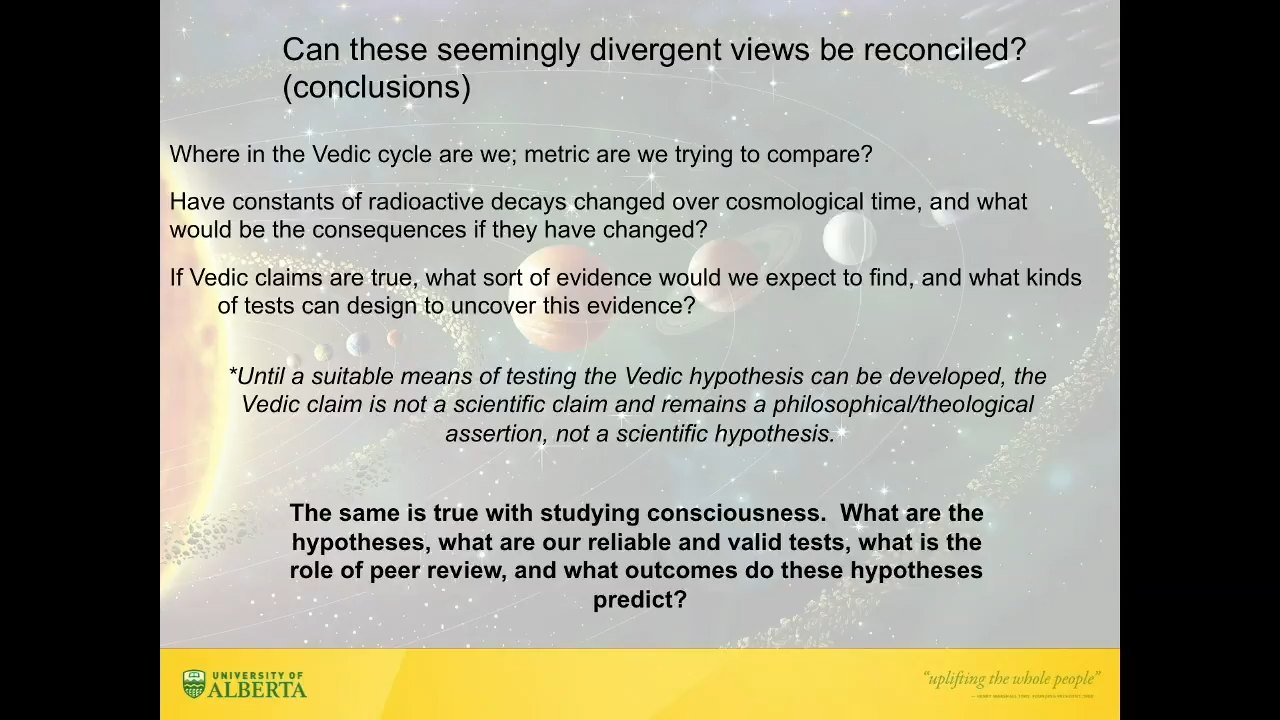 Can these seemingly divergent views be reconciled?
(conclusions)
Where in the Vedic cycle are we; metric are we trying to compare?
Have constants of radioactive decays changed over cosmological time, and what
would be the consequences if they have changed?
If Vedic claims are true, what sort of evidence would we expect to find, and what kinds
of tests can design to uncover this evidence?
*Until a suitable means of testing the Vedic hypothesis can be developed, the
Vedic claim is not a scientific claim and remains a philosophical/theological
assertion, not a scientific hypothesis.
The same is true with studying consciousness.  What are the
hypotheses, what are our reliable and valid tests, what is the
role of peer review, and what outcomes do these hypotheses
predict?
UNIVERSITY OF
ALBERTA
“uplifting the whole people”